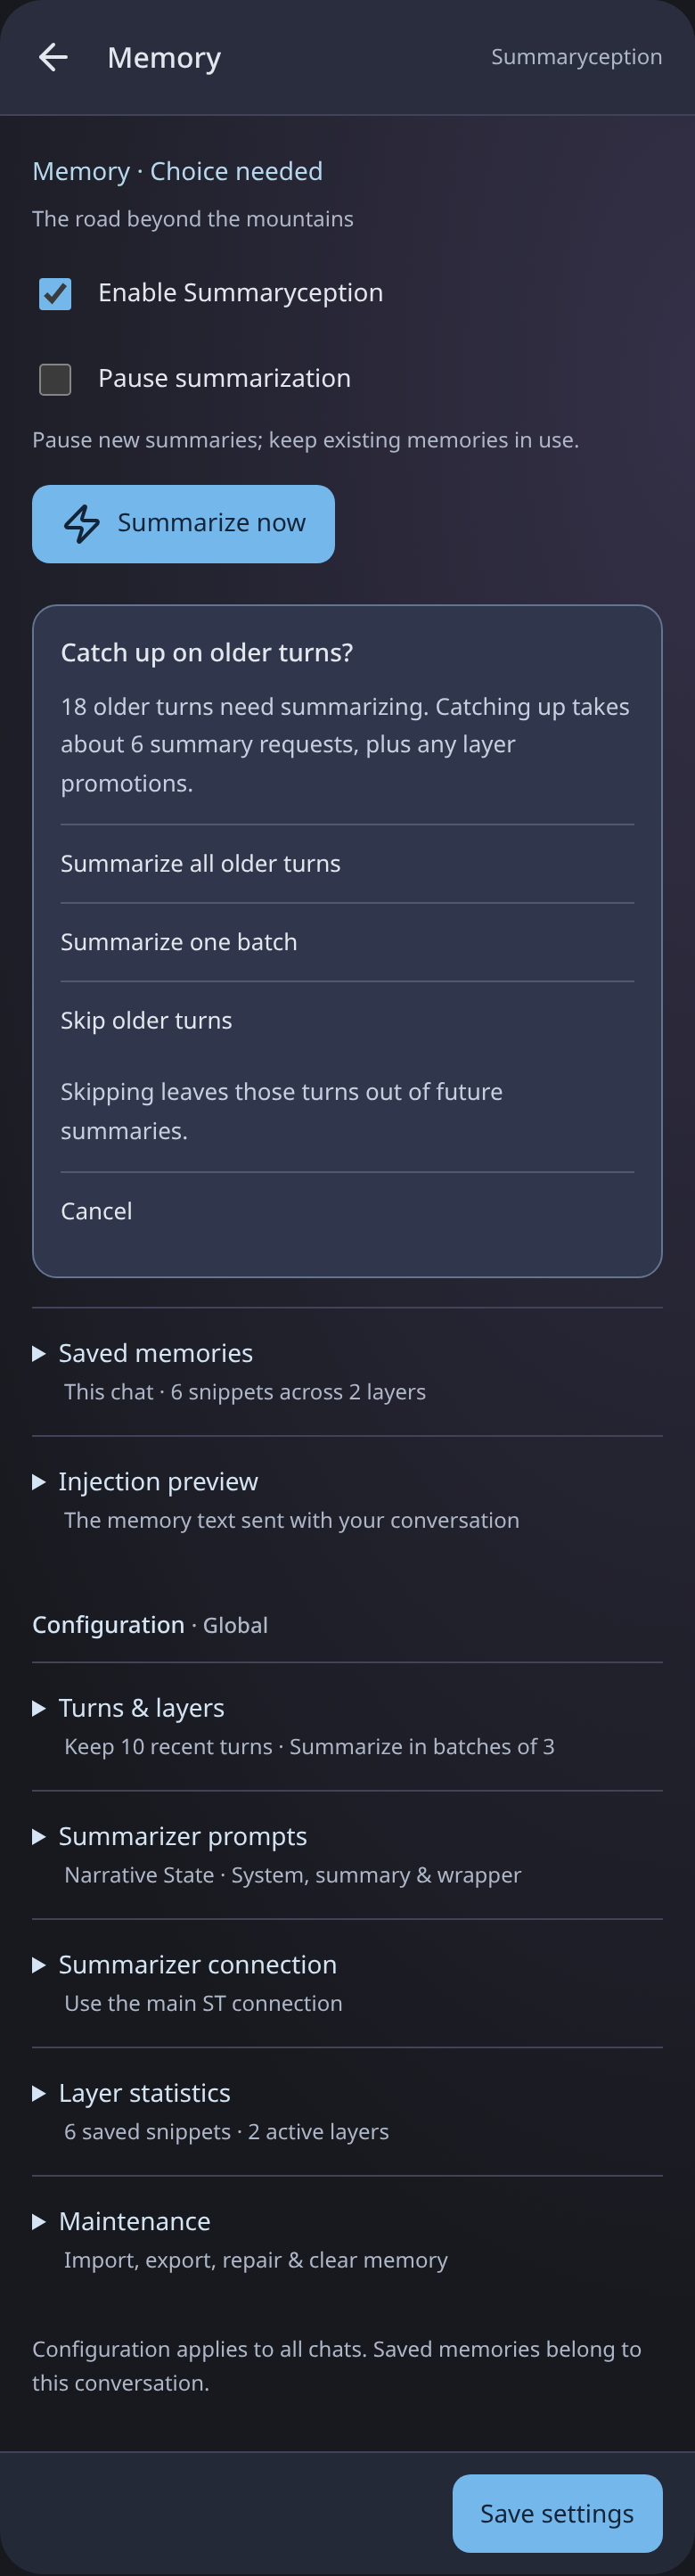 Memory
Summaryception
Memory · Choice needed
The road beyond the mountains
Enable Summaryception
Pause summarization
Pause new summaries; keep existing memories in use.
Summarize now
Catch up on older turns?
18 older turns need summarizing. Catching up takes
about 6 summary requests, plus any layer
promotions.
Summarize all older turns
Summarize one batch
Skip older turns
Skipping leaves those turns out of future
summaries.
Cancel
Saved memories
This chat · 6 snippets across 2 layers
Injection preview
The memory text sent with your conversation
Configuration · Global
Turns & layers
Keep 10 recent turns · Summarize in batches of 3
Summarizer prompts
Narrative State · System, summary & wrapper
Summarizer connection
Use the main ST connection
Layer statistics
6 saved snippets · 2 active layers
Maintenance
Import, export, repair & clear memory
Configuration applies to all chats. Saved memories belong to
this conversation.
Save settings